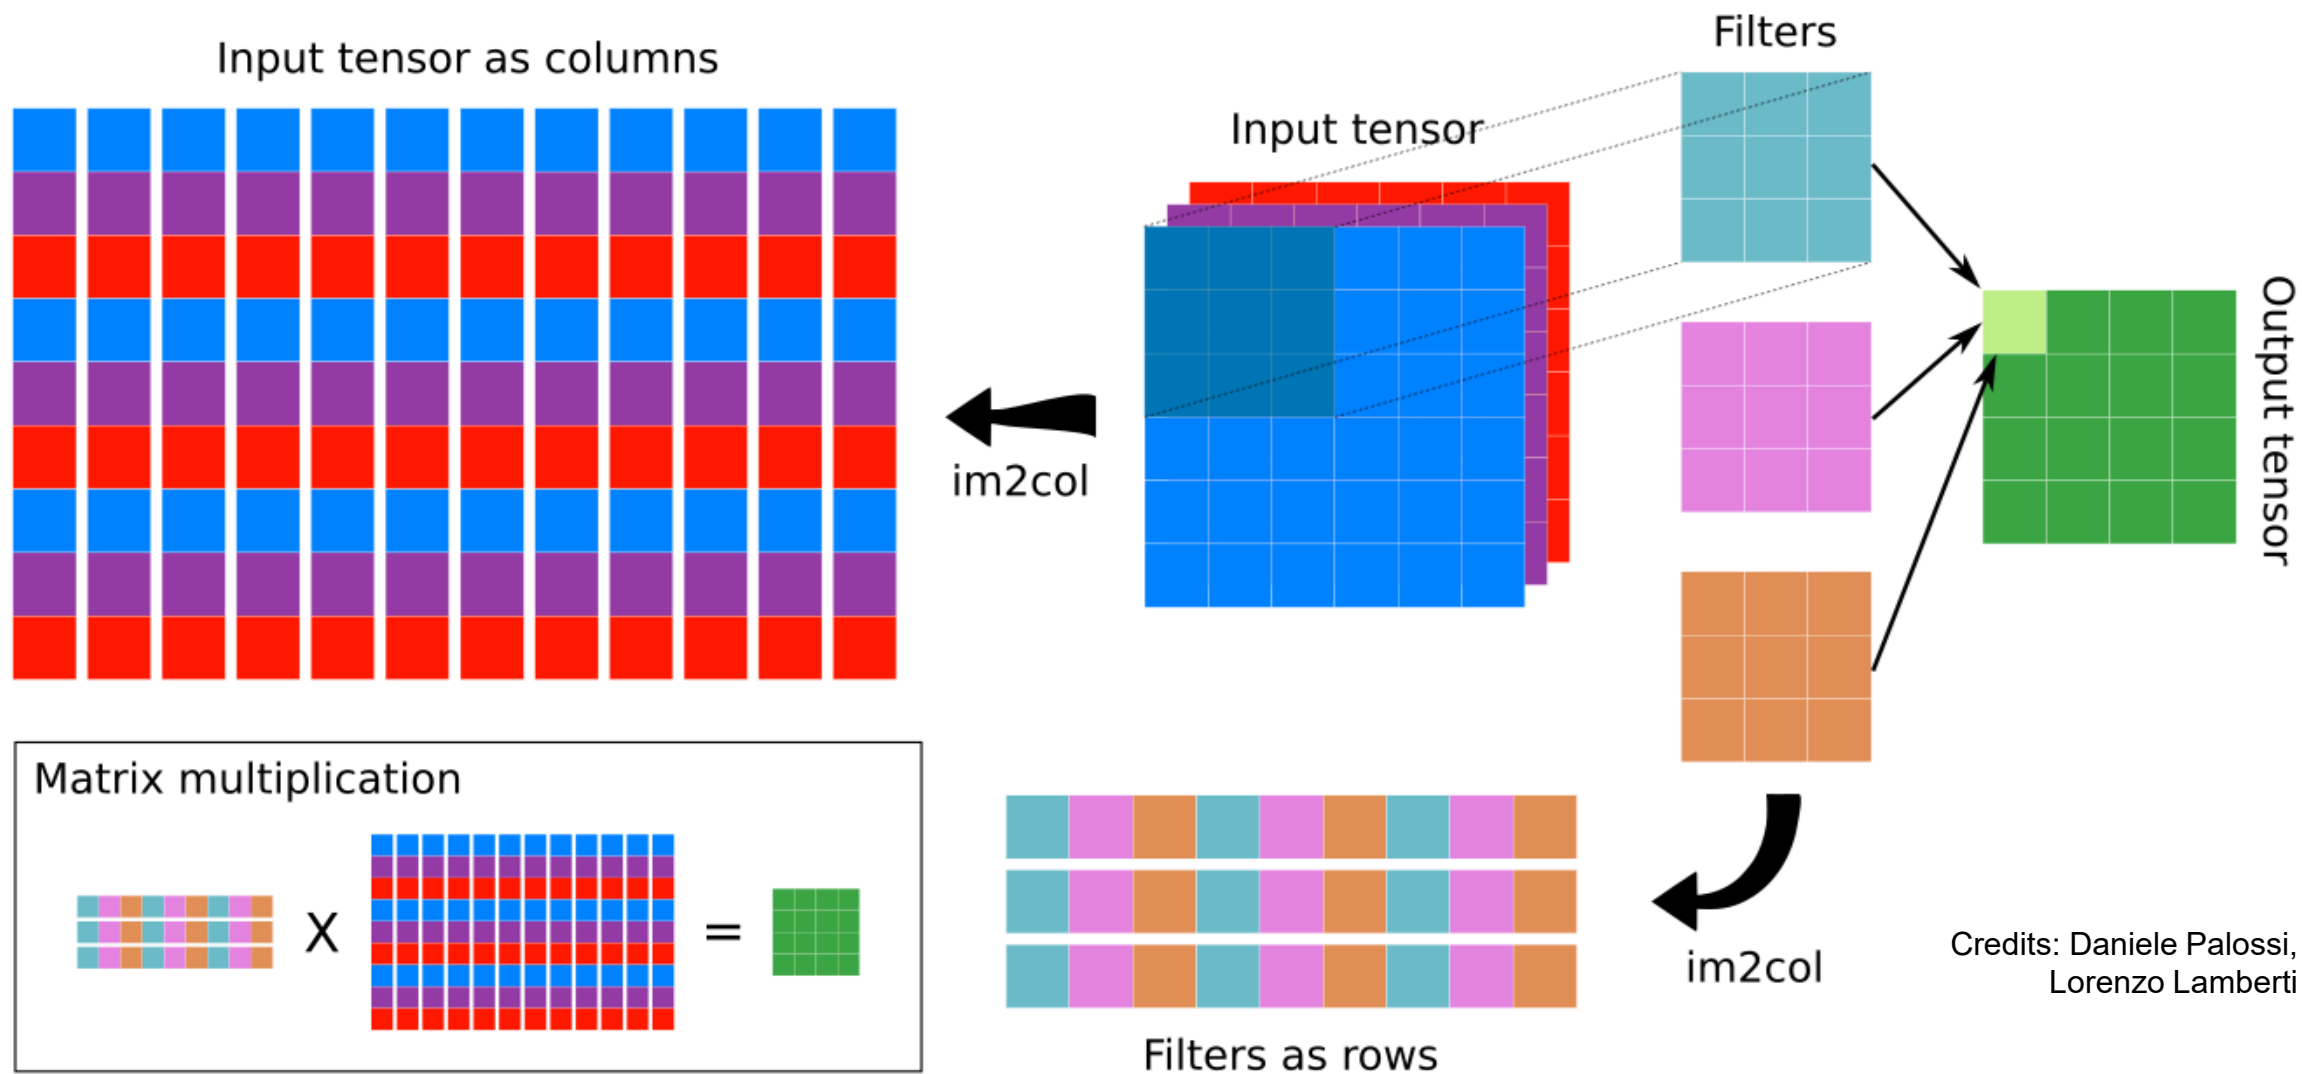 Input tensor as columns
Filters
Input tensor
im2col
Output tensor
Matrix multiplication
X
=
im2col
Filters as rows
Credits: Daniele Palossi,
Lorenzo Lamberti